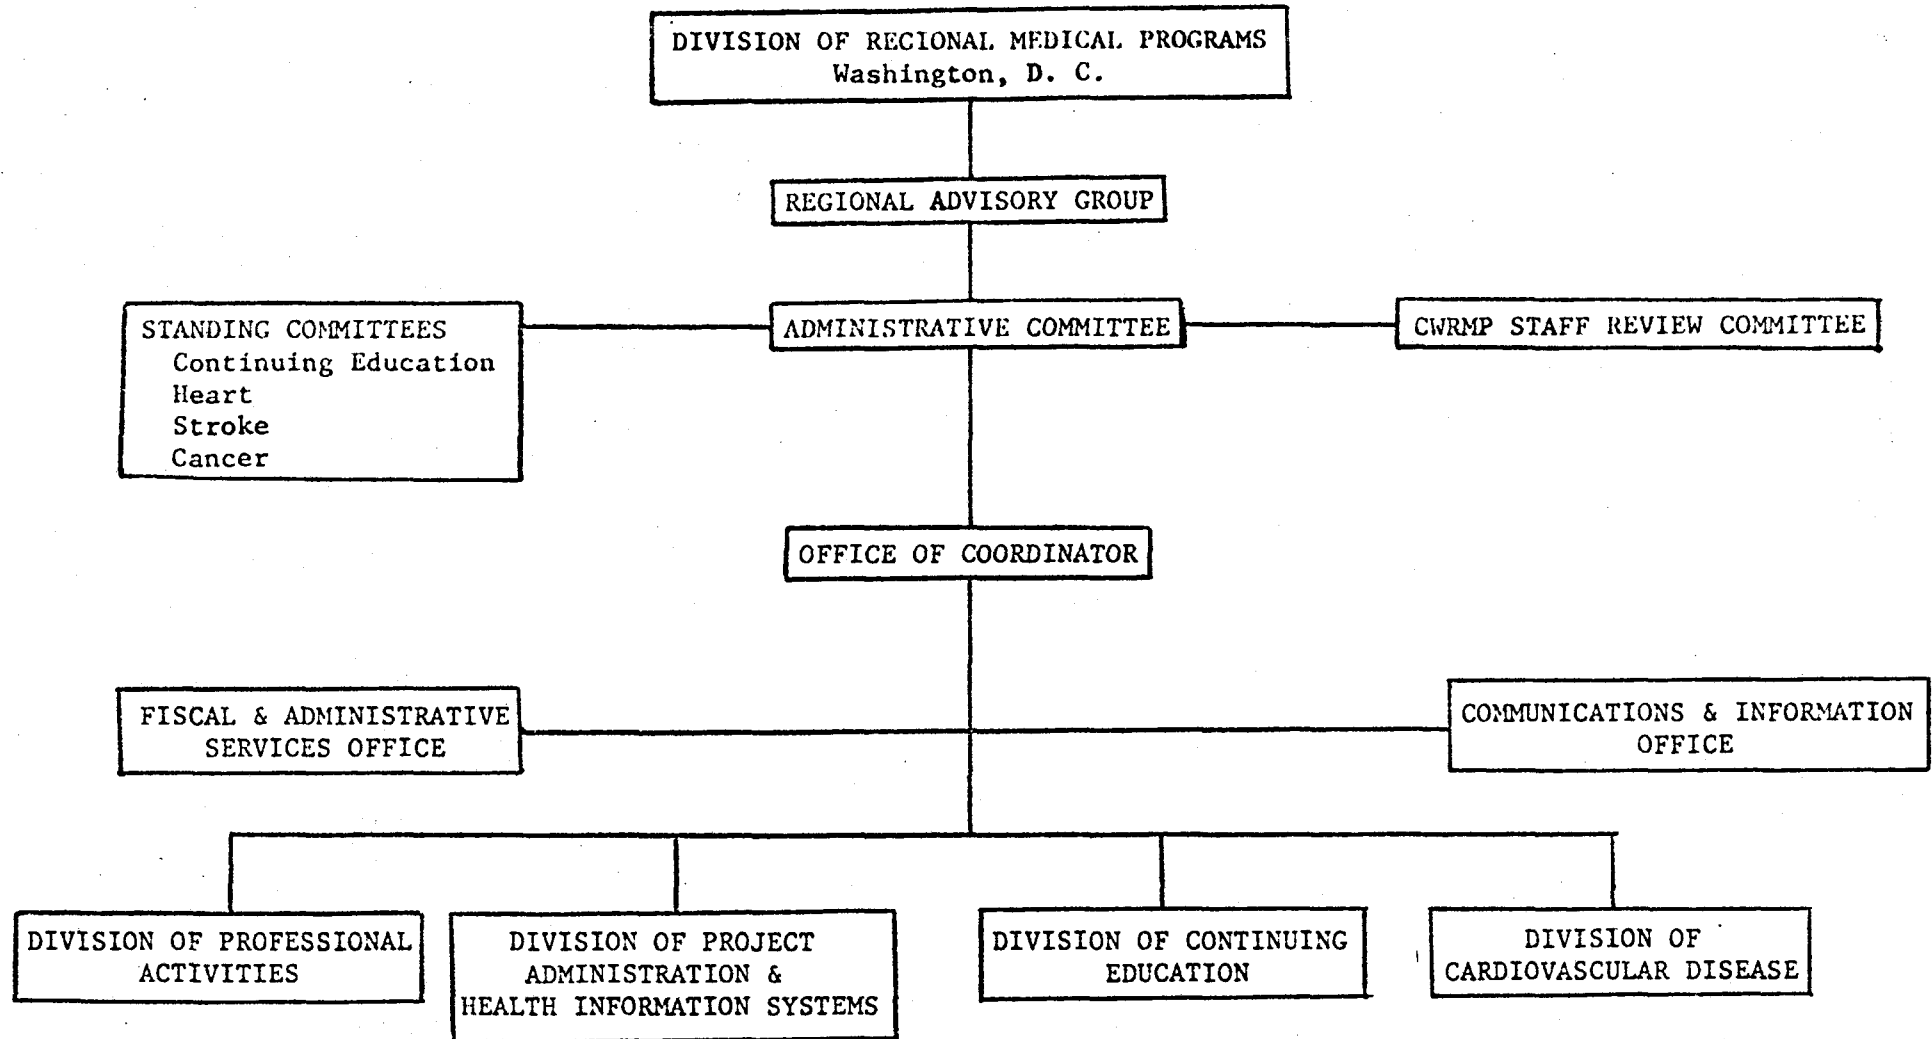 DIVISION OF REGIONAL MEDICAL PROGRAMS
Washington, D. C.
REGIONAL ADVISORY GROUP
STANDING COMMITTEES
Continuing Education
Heart
Stroke
Cancer
ADMINISTRATIVE COMMITTEE
CWRMP STAFF REVIEW COMMITTEE
OFFICE OF COORDINATOR
FISCAL & ADMINISTRATIVE
SERVICES OFFICE
COMMUNICATIONS & INFORMATION
OFFICE
DIVISION OF PROFESSIONAL
ACTIVITIES
DIVISION OF PROJECT
ADMINISTRATION &
HEALTH INFORMATION SYSTEMS
DIVISION OF CONTINUING
EDUCATION
DIVISION OF
CARDIOVASCULAR DISEASE